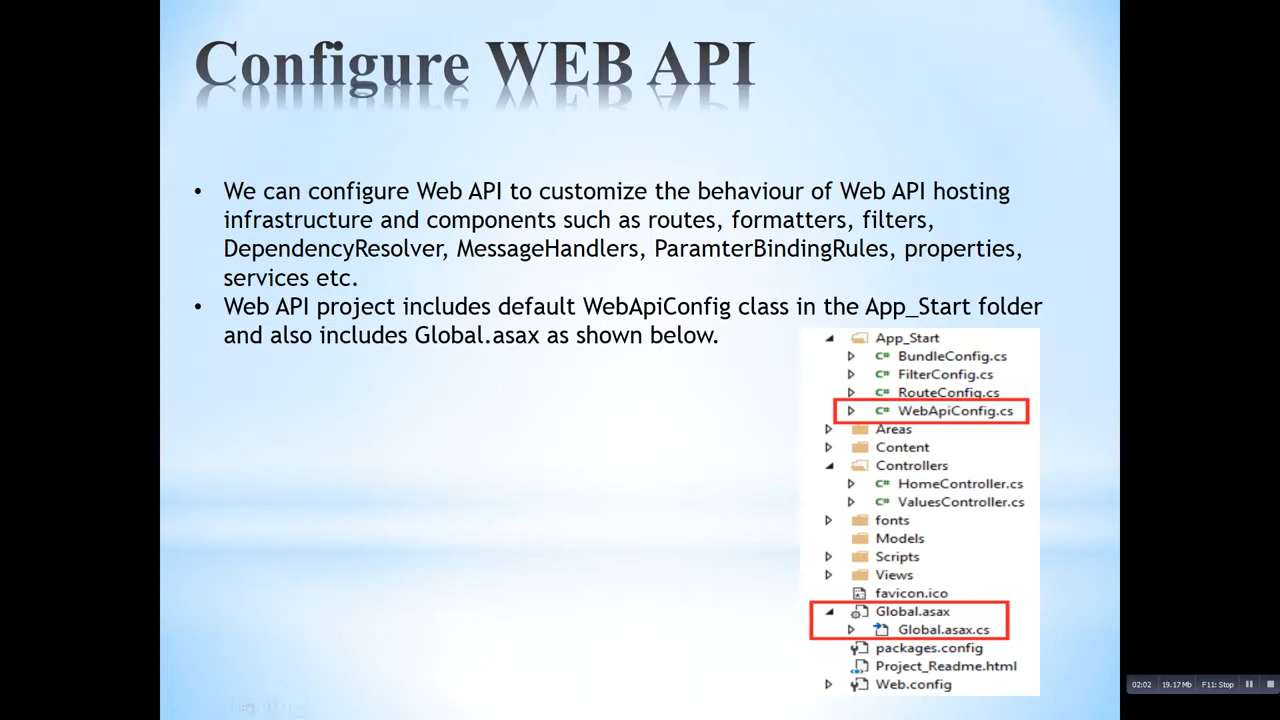 Configure WEB API
• We can configure Web API to customize the behaviour of Web API hosting
infrastructure and components such as routes, formatters, filters,
DependencyResolver, MessageHandlers, ParamterBindingRules, properties,
services etc.
• Web API project includes default WebApiConfig class in the App_Start folder
and also includes Global.asax as shown below.
App_Start
C# BundleConfig.cs
C# FilterConfig.cs
C# RouteConfig.cs
C# WebApiConfig.cs
Areas
Content
Controllers
C# HomeController.cs
C# ValuesController.cs
fonts
Models
Scripts
Views
favicon.ico
Global.asax
Global.asax.cs
packages.config
Project_Readme.html
Web.config
02:02 19.17 Mb F11: Stop